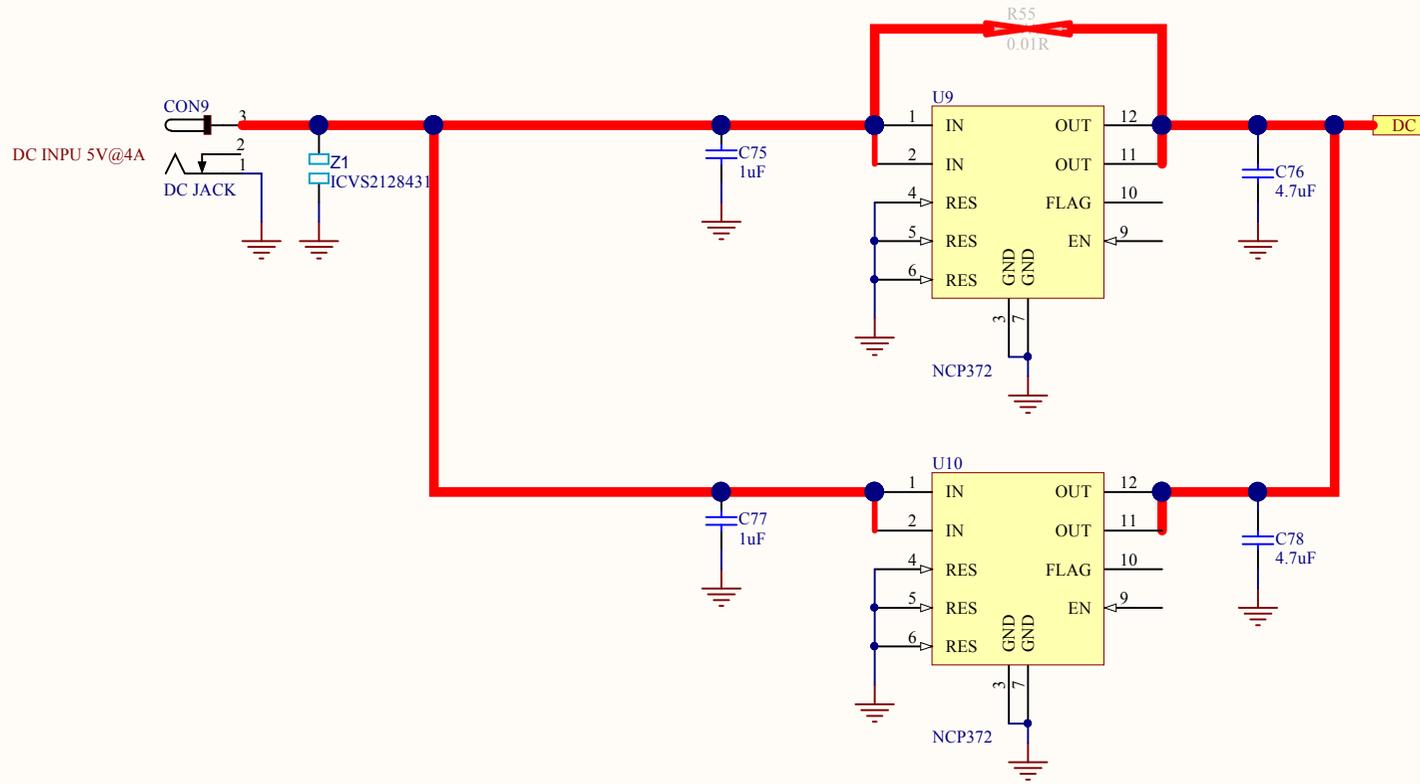 R55
0.01R
CON9
3
2
1
DC INPU 5V@4A
DC JACK
Z1
ICVS2128431
C75
1uF
U9
1 IN OUT 12
2 IN OUT 11
4 RES FLAG 10
5 RES EN 9
6 RES GND GND
3 7
NCP372
C76
4.7uF
DC
U10
1 IN OUT 12
2 IN OUT 11
4 RES FLAG 10
5 RES EN 9
6 RES GND GND
3 7
NCP372
C77
1uF
C78
4.7uF